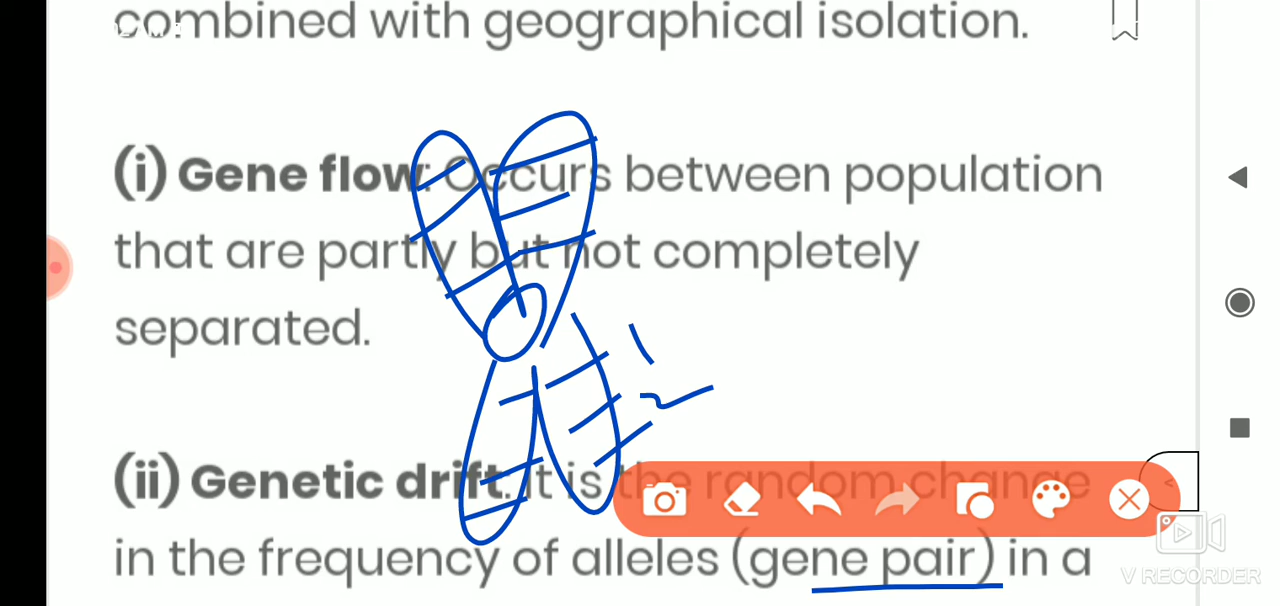 combined with geographical isolation.
(i) Gene flow: Occurs between population
that are partly but not completely
separated.
(ii) Genetic drift: It is the random change
in the frequency of alleles (gene pair) in a
V RECORDER